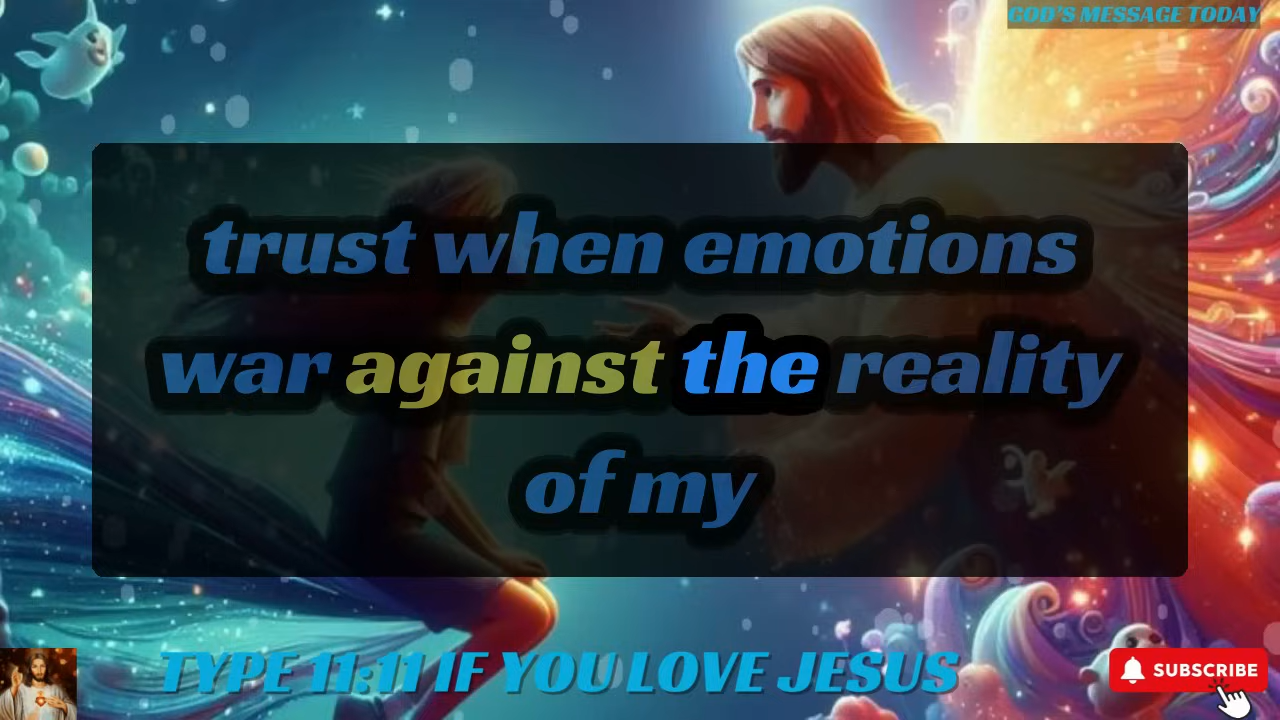 GOD'S MESSAGE TODAY
trust when emotions
war against the reality
of my
TYPE 11:11 IF YOU LOVE JESUS
SUBSCRIBE